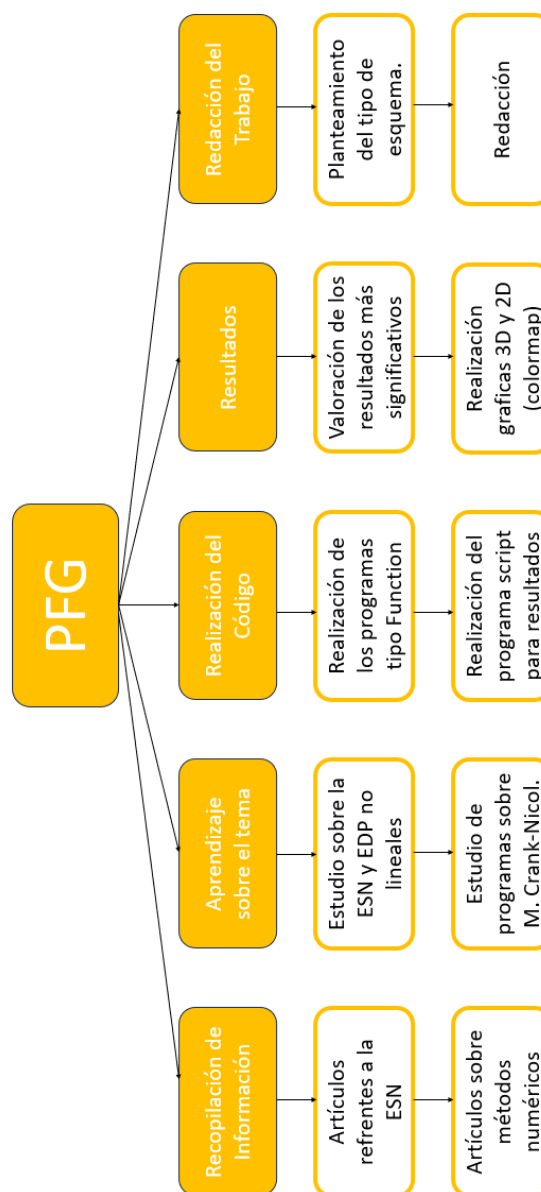 PFG
Recopilación de
Información
Artículos
refrentes a la
ESN
Artículos sobre
métodos
numéricos
Aprendizaje
sobre el tema
Estudio sobre la
ESN y EDP no
lineales
Estudio de
programas sobre
M. Crank-Nicol.
Realización del
Código
Realización de
los programas
tipo Function
Realización del
programa script
para resultados
Resultados
Valoración de los
resultados más
significativos
Realización
graficas 3D y 2D
(colormap)
Redacción del
Trabajo
Planteamiento
del tipo de
esquema.
Redacción